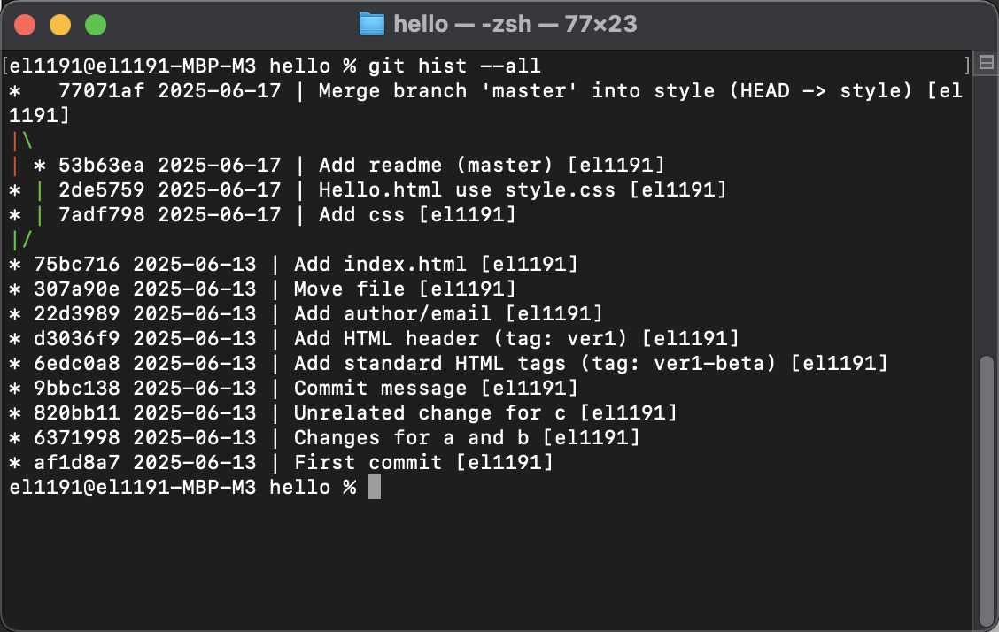 hello — -zsh — 77×23
[el1191@el1191-MBP-M3 hello % git hist --all ]
*   77071af 2025-06-17 | Merge branch 'master' into style (HEAD -> style) [el
1191]
|\
| * 53b63ea 2025-06-17 | Add readme (master) [el1191]
* | 2de5759 2025-06-17 | Hello.html use style.css [el1191]
* | 7adf798 2025-06-17 | Add css [el1191]
|/
* 75bc716 2025-06-13 | Add index.html [el1191]
* 307a90e 2025-06-13 | Move file [el1191]
* 22d3989 2025-06-13 | Add author/email [el1191]
* d3036f9 2025-06-13 | Add HTML header (tag: ver1) [el1191]
* 6edc0a8 2025-06-13 | Add standard HTML tags (tag: ver1-beta) [el1191]
* 9bbc138 2025-06-13 | Commit message [el1191]
* 820bb11 2025-06-13 | Unrelated change for c [el1191]
* 6371998 2025-06-13 | Changes for a and b [el1191]
* af1d8a7 2025-06-13 | First commit [el1191]
el1191@el1191-MBP-M3 hello %